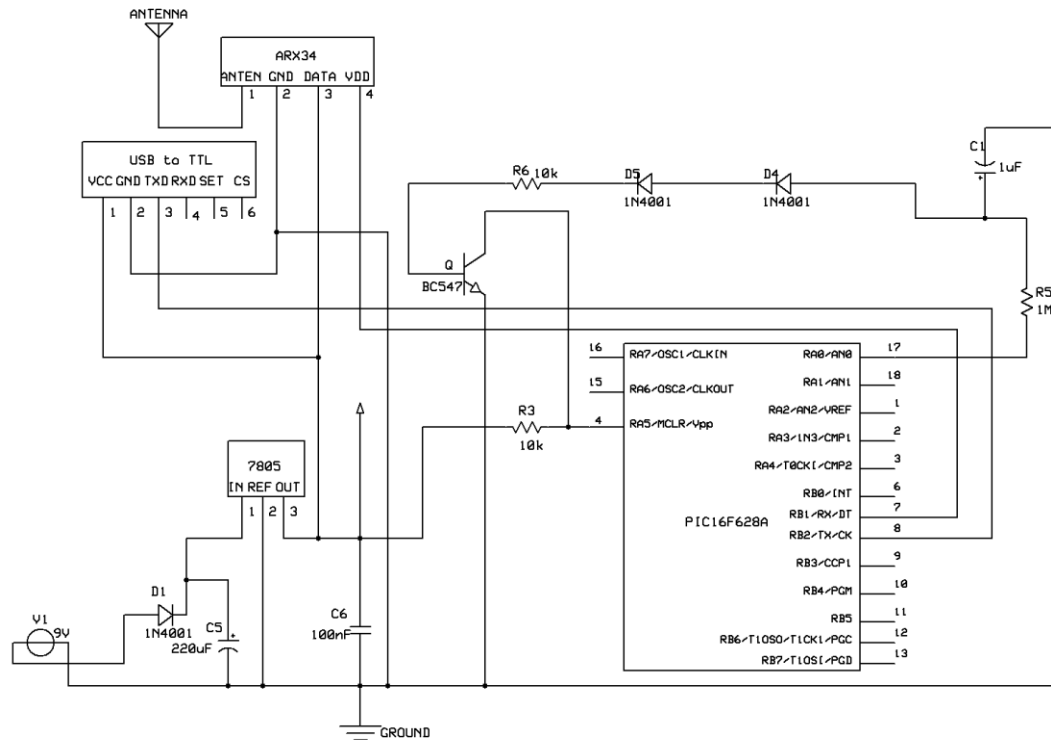 ANTENNA
ARX34
ANTEN GND DATA VDD
1 2 3 4
USB to TTL
VCC GND TXD RXD SET CS
1 2 3 4 5 6
R6 10k
D5
1N4001
D4
1N4001
C1
1uF
R5
1M
Q
BC547
R3
10k
16 RA7/OSC1/CLKIN
15 RA6/OSC2/CLKOUT
4 RA5/MCLR/Vpp
PIC16F628A
RA0/AN0 17
RA1/AN1 18
RA2/AN2/VREF 1
RA3/IN3/CMP1 2
RA4/T0CKI/CMP2 3
RB0/INT 6
RB1/RX/DT 7
RB2/TX/CK 8
RB3/CCP1 9
RB4/PGM 10
RB5 11
RB6/T1OSO/T1CK1/PGC 12
RB7/T1OSI/PGD 13
7805
IN REF OUT
1 2 3
D1
1N4001
C5
220uF
C6
100nF
V1
9V
GROUND